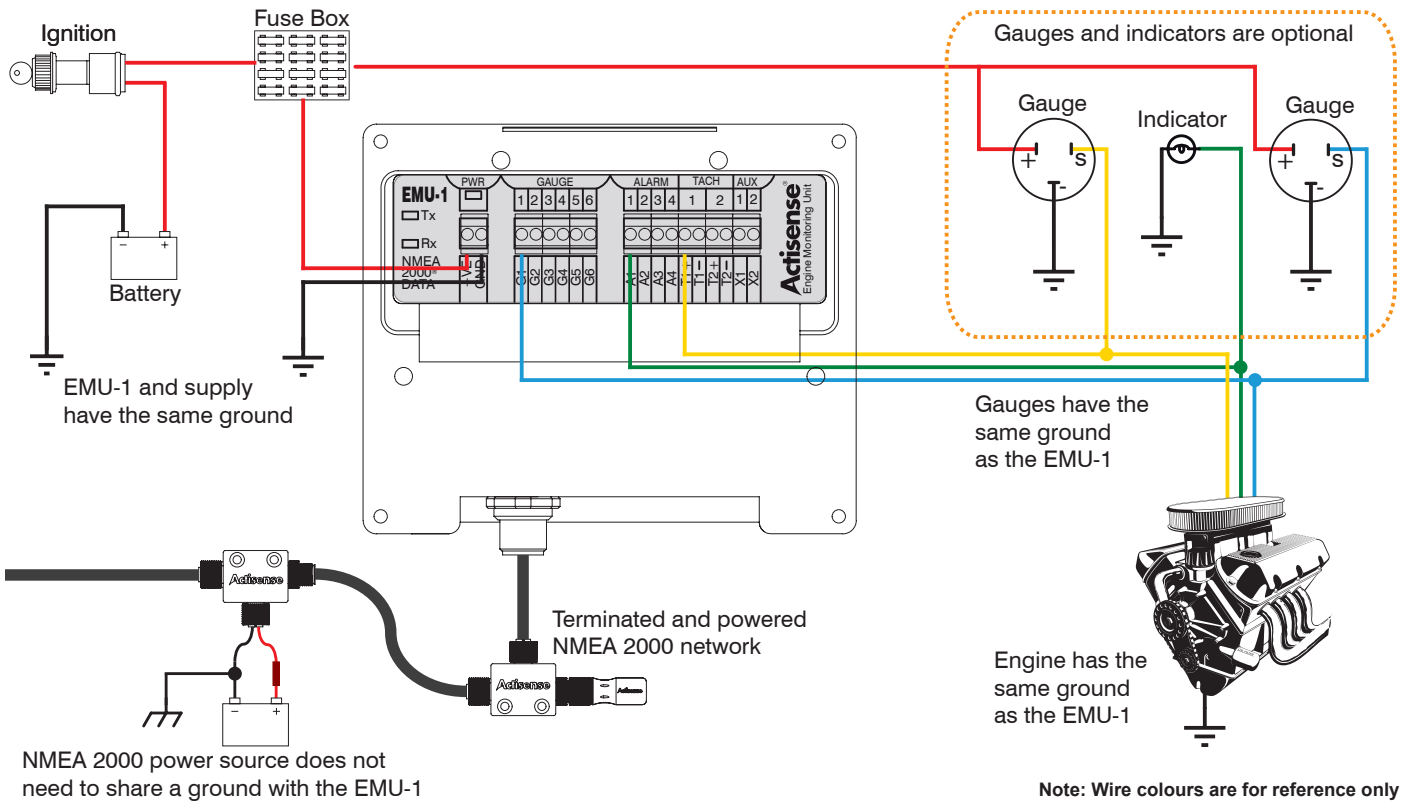 Ignition
Fuse Box
Gauges and indicators are optional
Gauge
Indicator
Gauge
+ S
-
+ S
-
EMU-1
PWR
GAUGE
ALARM
TACH
AUX
1 2 3 4 5 6
1 2 3 4
1 2
1 2
Tx
Rx
NMEA
2000®
DATA
+VE
GND
G1
G2
G3
G4
G5
G6
A1
A2
A3
A4
T1+
T1-
T2+
T2-
X1
X2
Actisense®
Engine Monitoring Unit
- +
Battery
EMU-1 and supply
have the same ground
Gauges have the
same ground
as the EMU-1
Actisense
Terminated and powered
NMEA 2000 network
Actisense
Actisense
Engine has the
same ground
as the EMU-1
- +
NMEA 2000 power source does not
need to share a ground with the EMU-1
Note: Wire colours are for reference only